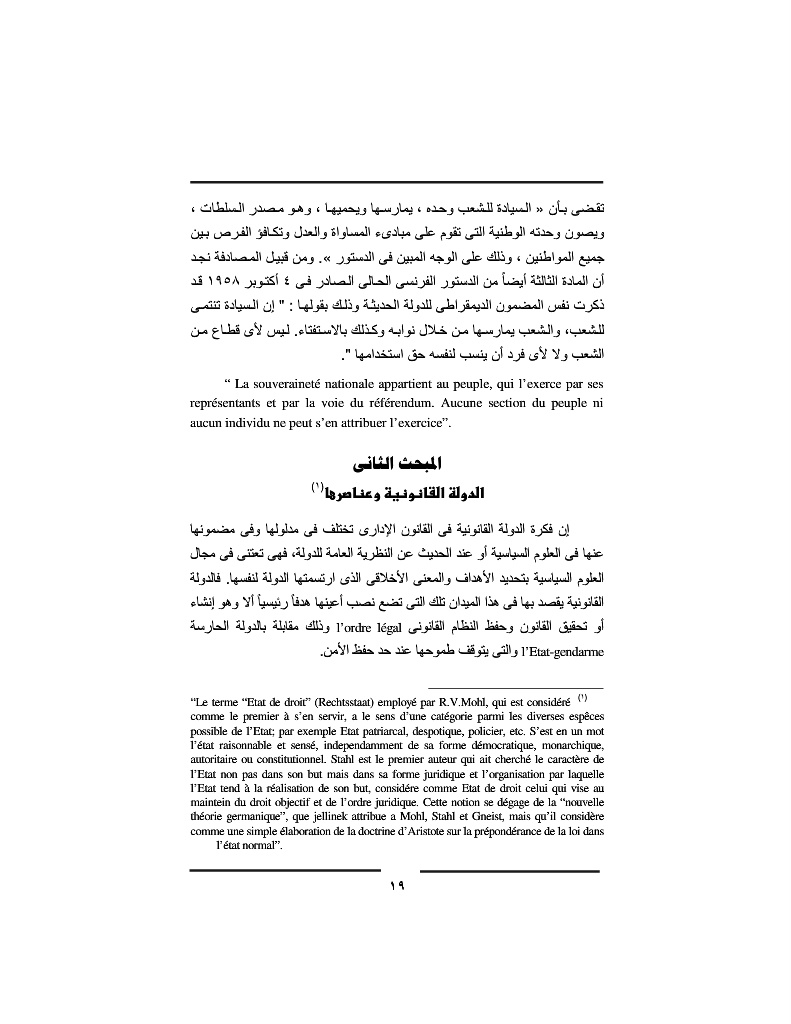 تقضى بأن « السيادة للشعب وحده ، يمارسها ويحميها ، وهو مصدر السلطات ،
ويصون وحدته الوطنية التى تقوم على مبادىء المساواة والعدل وتكافؤ الفرص بين
جميع المواطنين ، وذلك على الوجه المبين فى الدستور ». ومن قبيل المصادفة نجد
أن المادة الثالثة أيضاً من الدستور الفرنسى الحالى الصادر فى ٤ أكتوبر ١٩٥٨ قد
ذكرت نفس المضمون الديمقراطى للدولة الحديثة وذلك بقولها : " إن السيادة تنتمى
للشعب، والشعب يمارسها من خلال نوابه وكذلك بالاستفتاء. ليس لأى قطاع من
الشعب ولا لأى فرد أن ينسب لنفسه حق استخدامها ".
“ La souveraineté nationale appartient au peuple, qui l’exerce par ses
représentants et par la voie du référendum. Aucune section du peuple ni
aucun individu ne peut s’en attribuer l’exercice”.
المبحث الثانى
الدولة القانونية وعناصرها(١)
إن فكرة الدولة القانونية فى القانون الإدارى تختلف فى مدلولها وفى مضمونها
عنها فى العلوم السياسية أو عند الحديث عن النظرية العامة للدولة، فهى تعتنى فى مجال
العلوم السياسية بتحديد الأهداف والمعنى الأخلاقى الذى ارتسمتها الدولة لنفسها. فالدولة
القانونية يقصد بها فى هذا الميدان تلك التى تضع نصب أعينها هدفاً رئيسياً ألا وهو إنشاء
أو تحقيق القانون وحفظ النظام القانونى l’ordre légal وذلك مقابلة بالدولة الحارسة
l’Etat-gendarme والتى يتوقف طموحها عند حد حفظ الأمن.
“Le terme “Etat de droit” (Rechtsstaat) employé par R.V.Mohl, qui est considéré (١)
comme le premier à s’en servir, a le sens d’une catégorie parmi les diverses espêces
possible de l’Etat; par exemple Etat patriarcal, despotique, policier, etc. S’est en un mot
l’état raisonnable et sensé, independamment de sa forme démocratique, monarchique,
autoritaire ou constitutionnel. Stahl est le premier auteur qui ait cherché le caractère de
l’Etat non pas dans son but mais dans sa forme juridique et l’organisation par laquelle
l’Etat tend à la réalisation de son but, considére comme Etat de droit celui qui vise au
maintein du droit objectif et de l’ordre juridique. Cette notion se dégage de la “nouvelle
théorie germanique”, que jellinek attribue a Mohl, Stahl et Gneist, mais qu’il considère
comme une simple élaboration de la doctrine d’Aristote sur la prépondérance de la loi dans
l’état normal”.
١٩